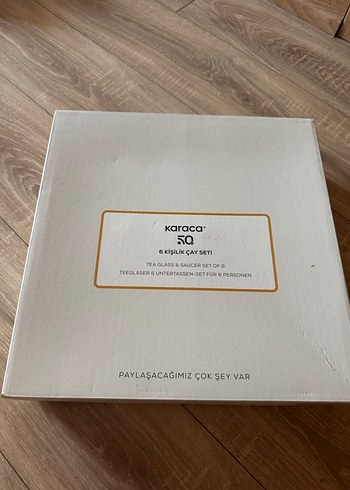 karaca+
50
6 KİŞİLİK ÇAY SETİ
TEA GLASS & SAUCER SET OF 6
TEEGLÄSER & UNTERTASSEN-SET FÜR 6 PERSONEN
PAYLAŞACAĞIMIZ ÇOK ŞEY VAR